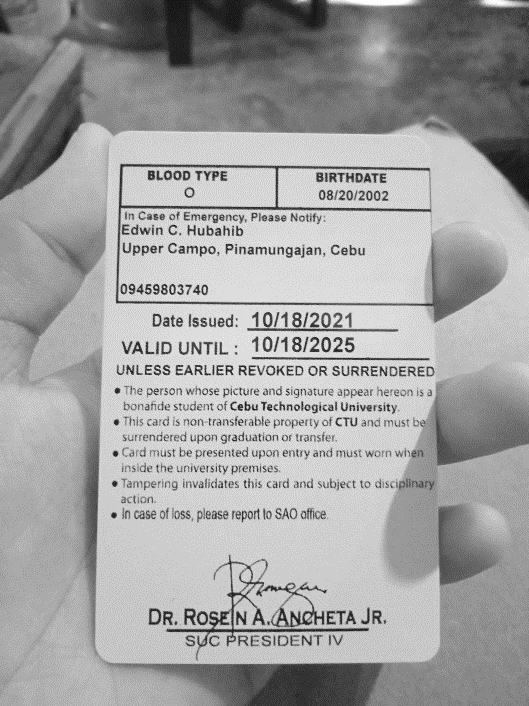 BLOOD TYPE
O
BIRTHDATE
08/20/2002
In Case of Emergency, Please Notify:
Edwin C. Hubahib
Upper Campo, Pinamungajan, Cebu
09459803740
Date Issued: 10/18/2021
VALID UNTIL : 10/18/2025
UNLESS EARLIER REVOKED OR SURRENDERED
• The person whose picture and signature appear hereon is a
bonafide student of Cebu Technological University.
• This card is non-transferable property of CTU and must be
surrendered upon graduation or transfer.
• Card must be presented upon entry and must worn when
inside the university premises.
• Tampering invalidates this card and subject to disciplinary
action.
• In case of loss, please report to SAO office.
DR. ROSEIN A. ANCHETA JR.
SUC PRESIDENT IV